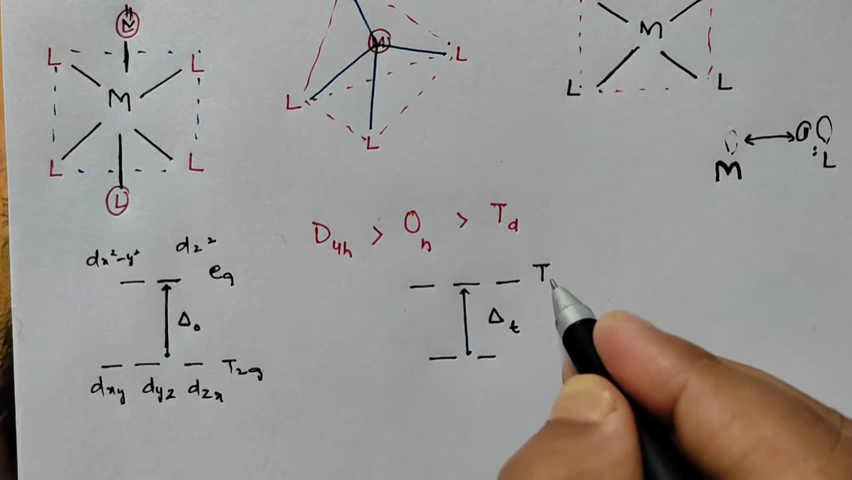 L
L L
M
L L
L
M
L
L
L
M
L L
M L
D4h > Oh > Td
dx²-y² dz²
eg
Δo
T2g
dxy dyz dzx
T
Δt